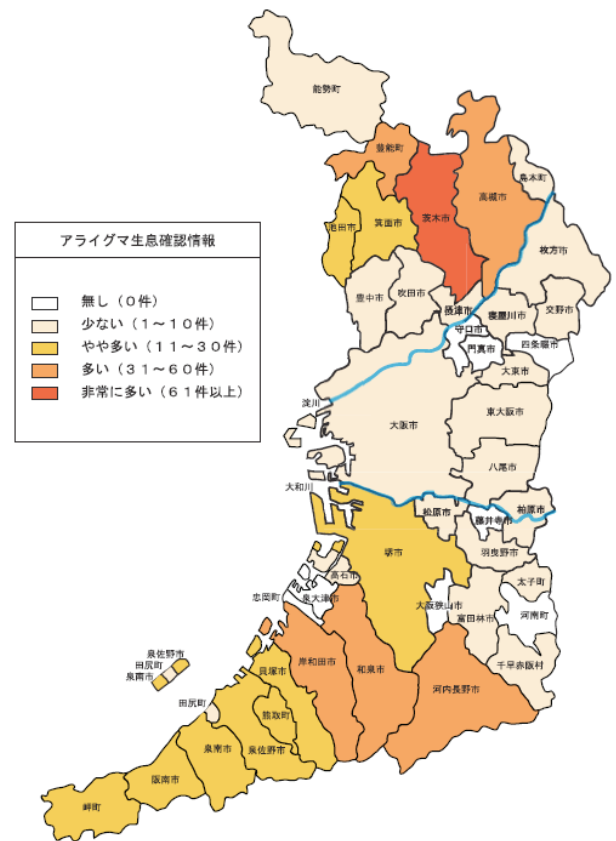 アライグマ生息確認情報
無し（０件）
少ない（１～１０件）
やや多い（１１～３０件）
多い（３１～６０件）
非常に多い（６１件以上）
能勢町
豊能町
島本町
高槻市
茨木市
池田市
箕面市
枚方市
豊中市
吹田市
摂津市
寝屋川市
交野市
守口市
門真市
四条畷市
大東市
淀川
大阪市
東大阪市
八尾市
大和川
松原市
藤井寺市
柏原市
堺市
羽曳野市
高石市
太子町
忠岡町
泉大津市
大阪狭山市
富田林市
河南町
千早赤阪村
泉佐野市
田尻町
泉南市
岸和田市
和泉市
河内長野市
貝塚市
田尻町
熊取町
泉南市
泉佐野市
阪南市
岬町